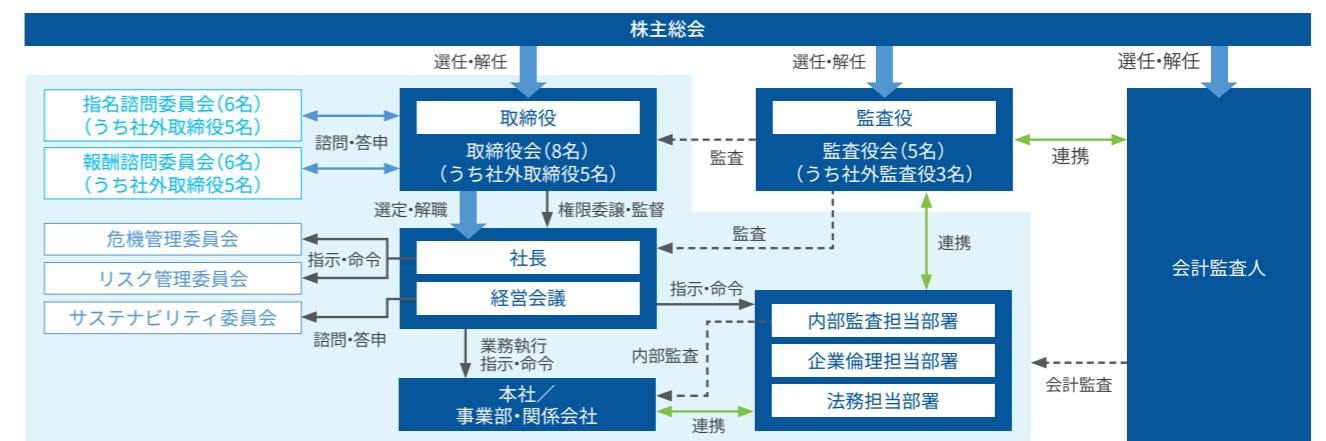 株主総会
選任・解任
選任・解任
選任・解任
指名諮問委員会(6名)
(うち社外取締役5名)
諮問・答申
報酬諮問委員会(6名)
(うち社外取締役5名)
取締役
取締役会(8名)
(うち社外取締役5名)
監査
監査役
監査役会(5名)
(うち社外監査役3名)
連携
会計監査人
選定・解職
権限委譲・監督
監査
連携
危機管理委員会
リスク管理委員会
サステナビリティ委員会
指示・命令
諮問・答申
社長
経営会議
指示・命令
業務執行
指示・命令
内部監査
内部監査担当部署
企業倫理担当部署
法務担当部署
会計監査
本社/
事業部・関係会社
連携